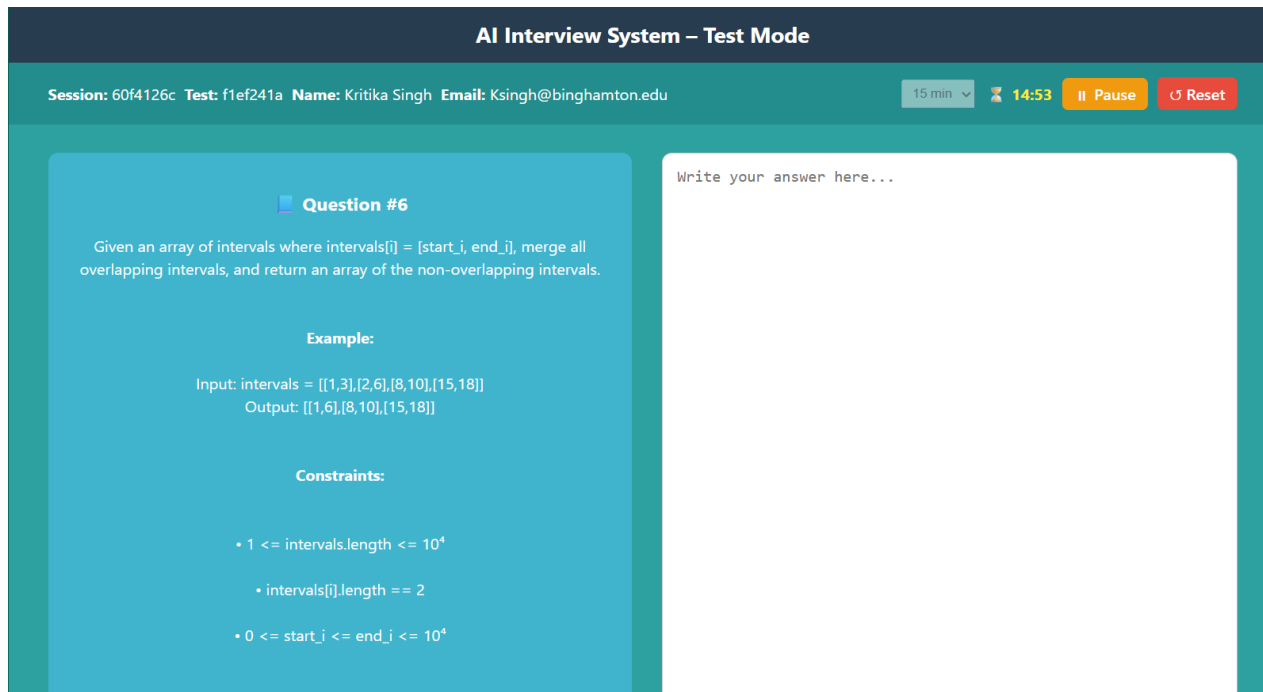 AI Interview System – Test Mode
Session: 60f4126c Test: f1ef241a Name: Kritika Singh Email: Ksingh@binghamton.edu
15 min
14:53
Pause
Reset
Question #6
Given an array of intervals where intervals[i] = [start_i, end_i], merge all
overlapping intervals, and return an array of the non-overlapping intervals.
Example:
Input: intervals = [[1,3],[2,6],[8,10],[15,18]]
Output: [[1,6],[8,10],[15,18]]
Constraints:
• 1 <= intervals.length <= 10⁴
• intervals[i].length == 2
• 0 <= start_i <= end_i <= 10⁴
Write your answer here...